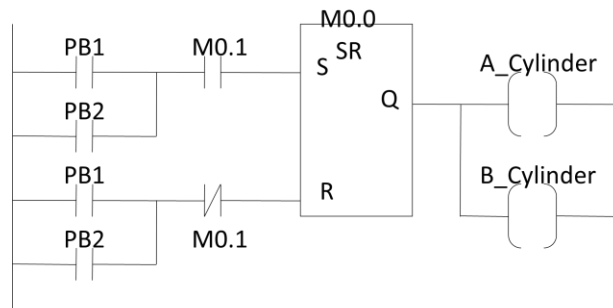 M0.0
PB1
M0.1
S
SR
A_Cylinder
PB2
Q
PB1
R
B_Cylinder
PB2
M0.1